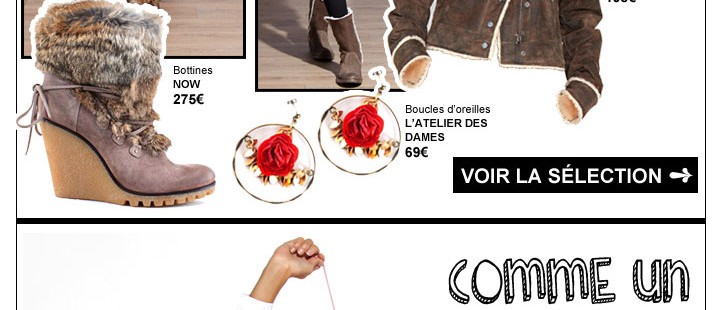 Bottines
NOW
275€
Boucles d'oreilles
L'ATELIER DES
DAMES
69€
VOIR LA SÉLECTION
COMME UN